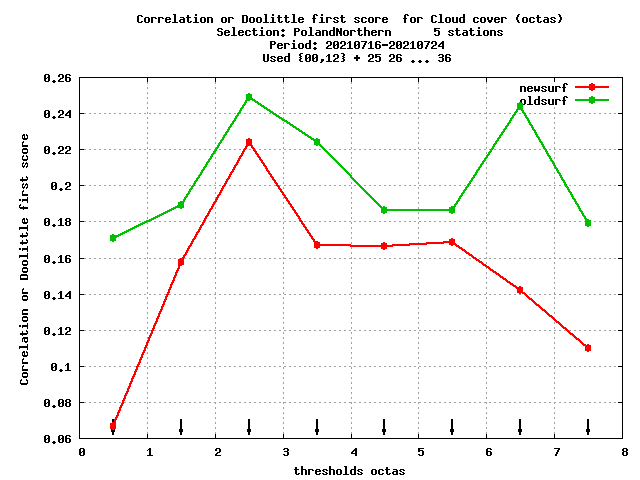 Correlation or Doolittle first score  for Cloud cover (octas)
Selection: PolandNorthern      5 stations
Period: 20210716-20210724
Used {00,12} + 25 26 ... 36
newsurf
oldsurf
Correlation or Doolittle first score
0.26
0.24
0.22
0.2
0.18
0.16
0.14
0.12
0.1
0.08
0.06
0 1 2 3 4 5 6 7 8
thresholds octas